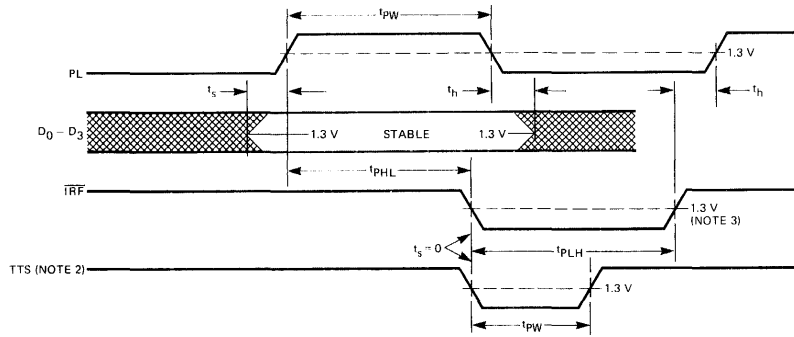 tPW
1.3 V
PL
ts
th
th
D0 – D3
1.3 V
STABLE
1.3 V
tPHL
IRF
1.3 V
(NOTE 3)
ts = 0
tPLH
TTS (NOTE 2)
1.3 V
tPW